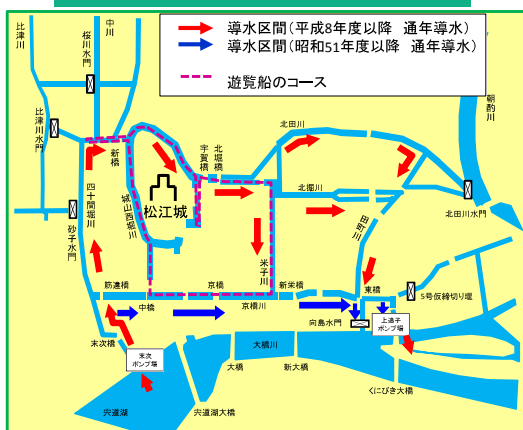 導水区間(平成8年度以降 通年導水)
導水区間(昭和51年度以降 通年導水)
遊覧船のコース
比津川
桜川水門
中川
比津川水門
新橋
四十間堀川
砂子水門
城山西堀川
松江城
宇賀橋
北堀橋
北田川
朝酌川
北田川水門
北掘川
田町川
米子川
筋違橋
中橋
京橋
京橋川
新栄橋
東橋
5号仮締切り堰
向島水門
上追子
ポンプ場
末次橋
末次
ポンプ場
大橋川
大橋
新大橋
くにびき大橋
宍道湖
宍道湖大橋